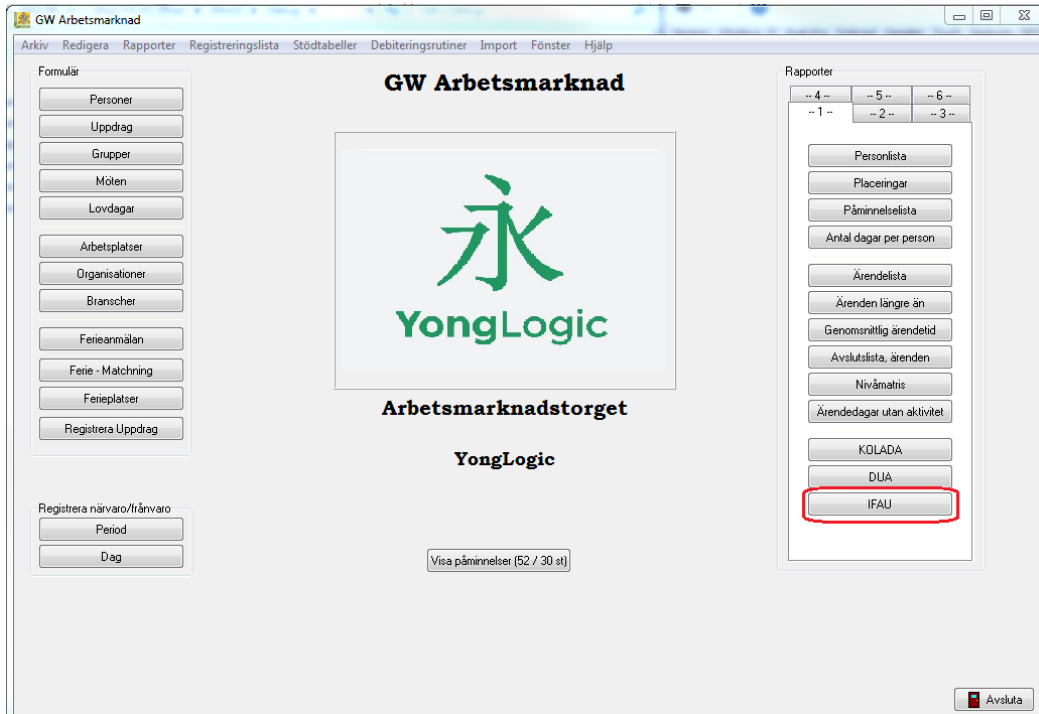 GW Arbetsmarknad
Arkiv Redigera Rapporter Registreringslista Stödtabeller Debiteringsrutiner Import Fönster Hjälp
Formulär
Personer
Uppdrag
Grupper
Möten
Lovdagar
Arbetsplatser
Organisationer
Branscher
Ferieanmälan
Ferie - Matchning
Ferieplatser
Registrera Uppdrag
Registrera närvaro/frånvaro
Period
Dag
GW Arbetsmarknad
永
YongLogic
Arbetsmarknadstorget
YongLogic
Visa påminnelser (52 / 30 st)
Rapporter
-- 4 -- -- 5 -- -- 6 --
-- 1 -- -- 2 -- -- 3 --
Personlista
Placeringar
Påminnelselista
Antal dagar per person
Ärendelista
Ärenden längre än
Genomsnittlig ärendetid
Avslutslista, ärenden
Nivåmatris
Ärendedagar utan aktivitet
KOLADA
DUA
IFAU
Avsluta